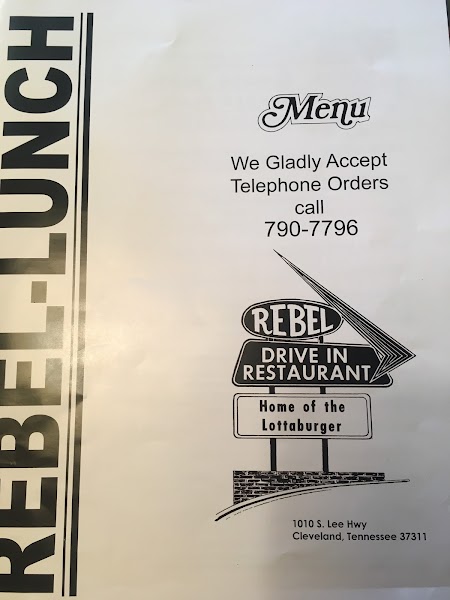 REBEL-LUNCH
Menu
We Gladly Accept
Telephone Orders
call
790-7796
REBEL
DRIVE IN
RESTAURANT
Home of the
Lottaburger
1010 S. Lee Hwy
Cleveland, Tennessee 37311